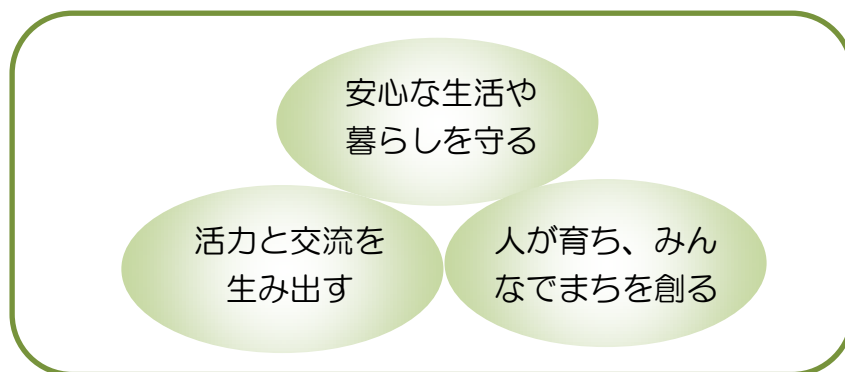 安心な生活や
暮らしを守る
活力と交流を
生み出す
人が育ち、みん
なでまちを創る